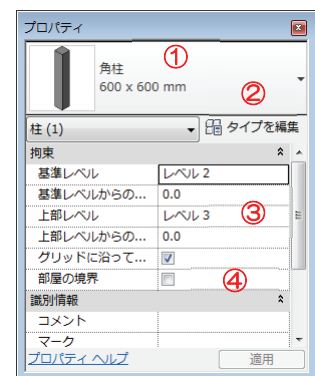 プロパティ
角柱
①
600 x 600 mm
②
柱 (1)
タイプを編集
拘束
基準レベル
レベル 2
基準レベルからの...
0.0
上部レベル
レベル 3
③
上部レベルからの...
0.0
グリッドに沿って...
部屋の境界
④
識別情報
コメント
マーク
プロパティ ヘルプ
適用